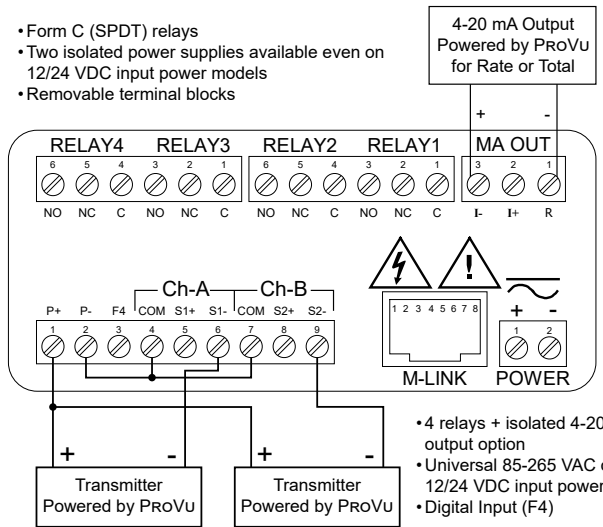 • Form C (SPDT) relays
• Two isolated power supplies available even on
12/24 VDC input power models
• Removable terminal blocks
4-20 mA Output
Powered by PROVU
for Rate or Total
+ -
RELAY4 RELAY3 RELAY2 RELAY1 MA OUT
6 5 4 3 2 1 6 5 4 3 2 1 3 2 1
NO NC C NO NC C NO NC C NO NC C I- I+ R
Ch-A Ch-B
P+ P- F4 COM S1+ S1- COM S2+ S2-
1 2 3 4 5 6 7 8 9
1 2 3 4 5 6 7 8
+ -
1 2
M-LINK POWER
+ - + -
Transmitter
Powered by PROVU
Transmitter
Powered by PROVU
• 4 relays + isolated 4-20
output option
• Universal 85-265 VAC
12/24 VDC input power
• Digital Input (F4)